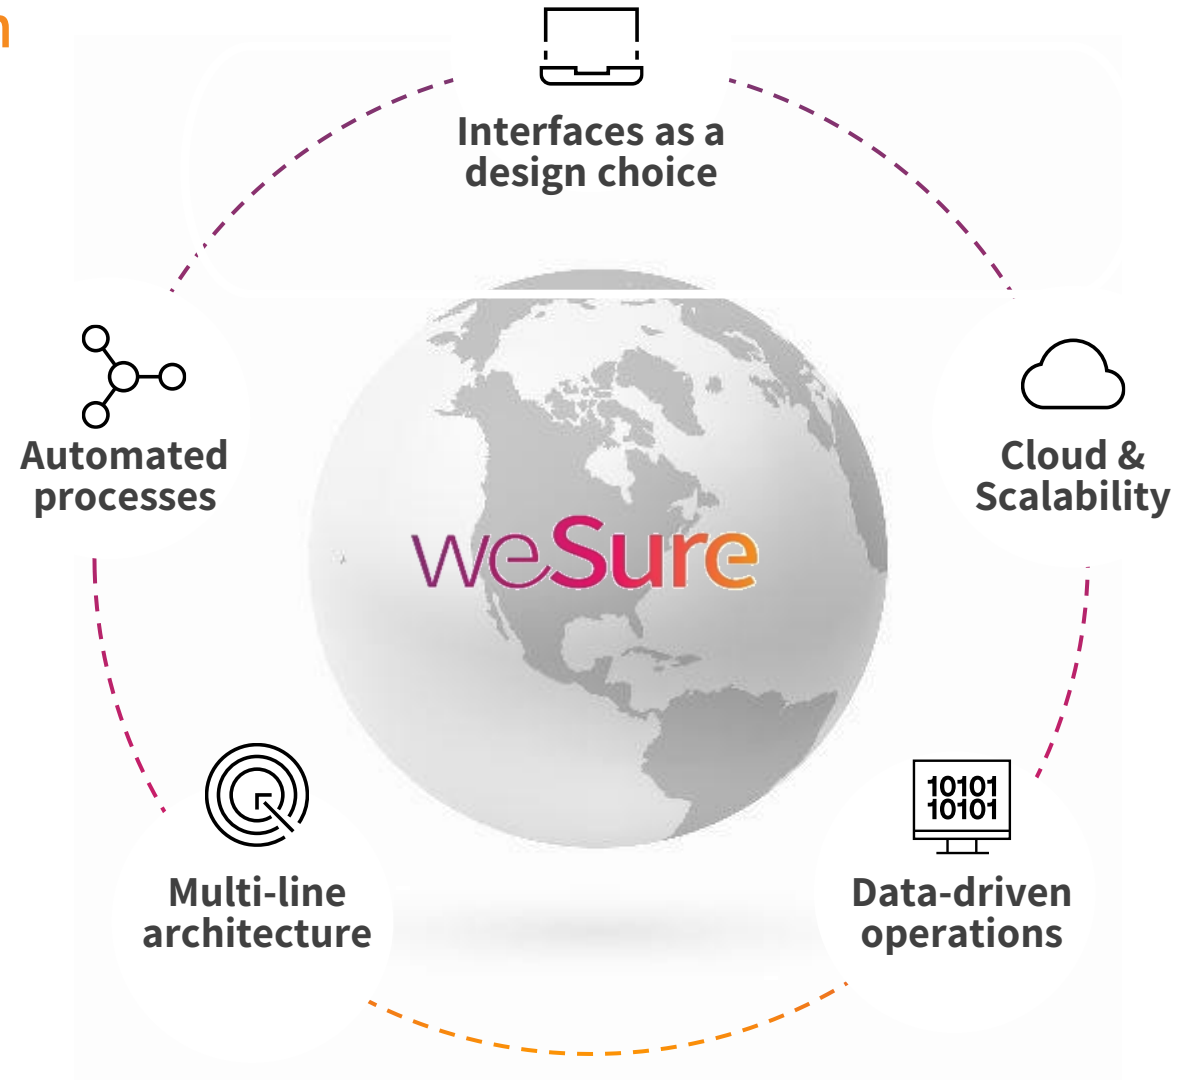 Interfaces as a
design choice
Automated
processes
Cloud &
Scalability
weSure
10101
10101
Multi-line
architecture
Data-driven
operations